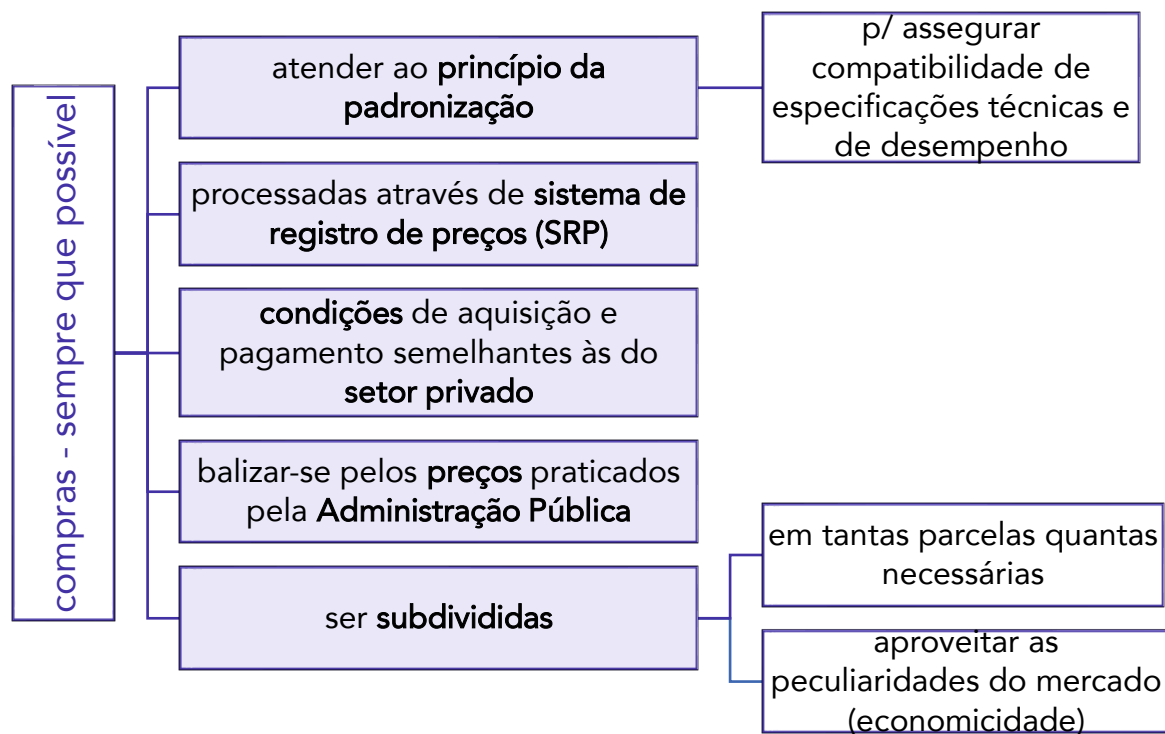 compras - sempre que possível
atender ao princípio da
padronização
p/ assegurar
compatibilidade de
especificações técnicas e
de desempenho
processadas através de sistema de
registro de preços (SRP)
condições de aquisição e
pagamento semelhantes às do
setor privado
balizar-se pelos preços praticados
pela Administração Pública
ser subdivididas
em tantas parcelas quantas
necessárias
aproveitar as
peculiaridades do mercado
(economicidade)